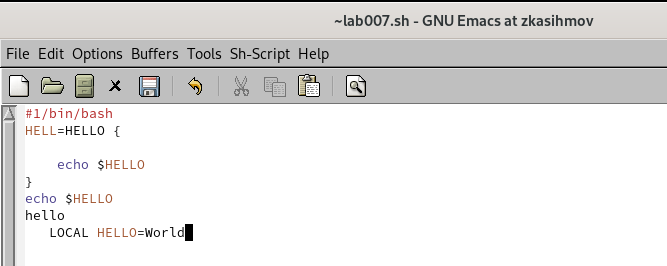 ~lab007.sh - GNU Emacs at zkasihmov
File Edit Options Buffers Tools Sh-Script Help
#1/bin/bash
HELL=HELLO {
    echo $HELLO
}
echo $HELLO
hello
   LOCAL HELLO=World